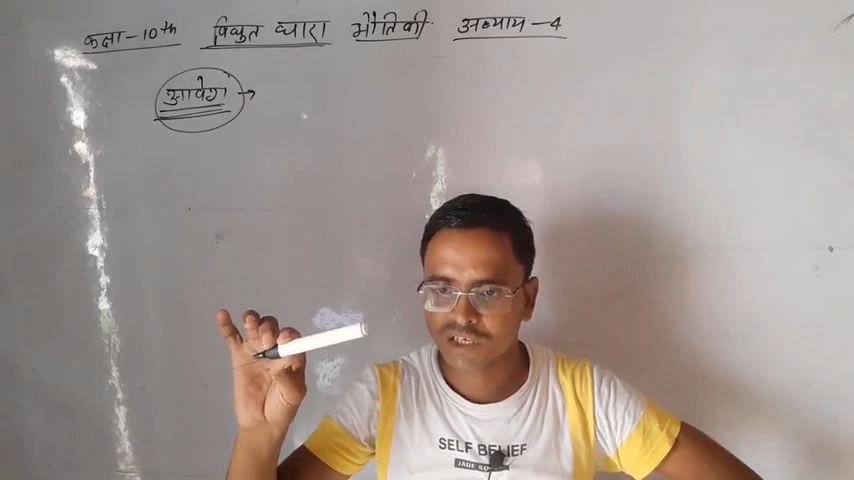 कक्षा - 10th विद्युत धारा भौतिकी अध्याय - 4
आवेश →
SELF BELIEF